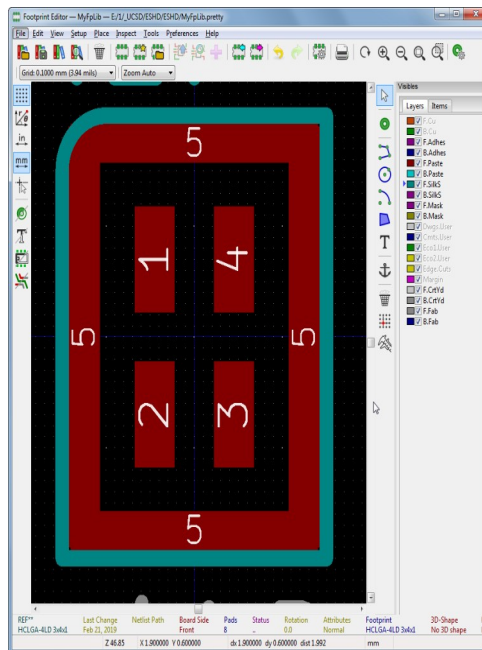 Footprint Editor — MyFpLib — E:/1/_UCSD/ESHD/ESHD/MyFpLib.pretty
File Edit View Setup Place Inspect Tools Preferences Help
Grid: 0.1000 mm (3.94 mils) Zoom Auto
Visibles
Layers Items
in
mm
F.Cu
B.Cu
F.Adhes
B.Adhes
F.Paste
B.Paste
F.SilkS
B.SilkS
F.Mask
B.Mask
Dwgs.User
Cmts.User
Eco1.User
Eco2.User
Edge.Cuts
Margin
F.CrtYd
B.CrtYd
F.Fab
B.Fab
5
1 4
5 5
2 3
5
REF** Last Change Netlist Path Board Side Pads Status Rotation Attributes Footprint 3D-Shape
HCLGA-4LD 3x4x1 Feb 21, 2019 Front 8 .. 0.0 Normal HCLGA-4LD 3x4x1 No 3D shape
Z 46.85 X 1.900000 Y 0.600000 dx 1.900000 dy 0.600000 dist 1.992 mm